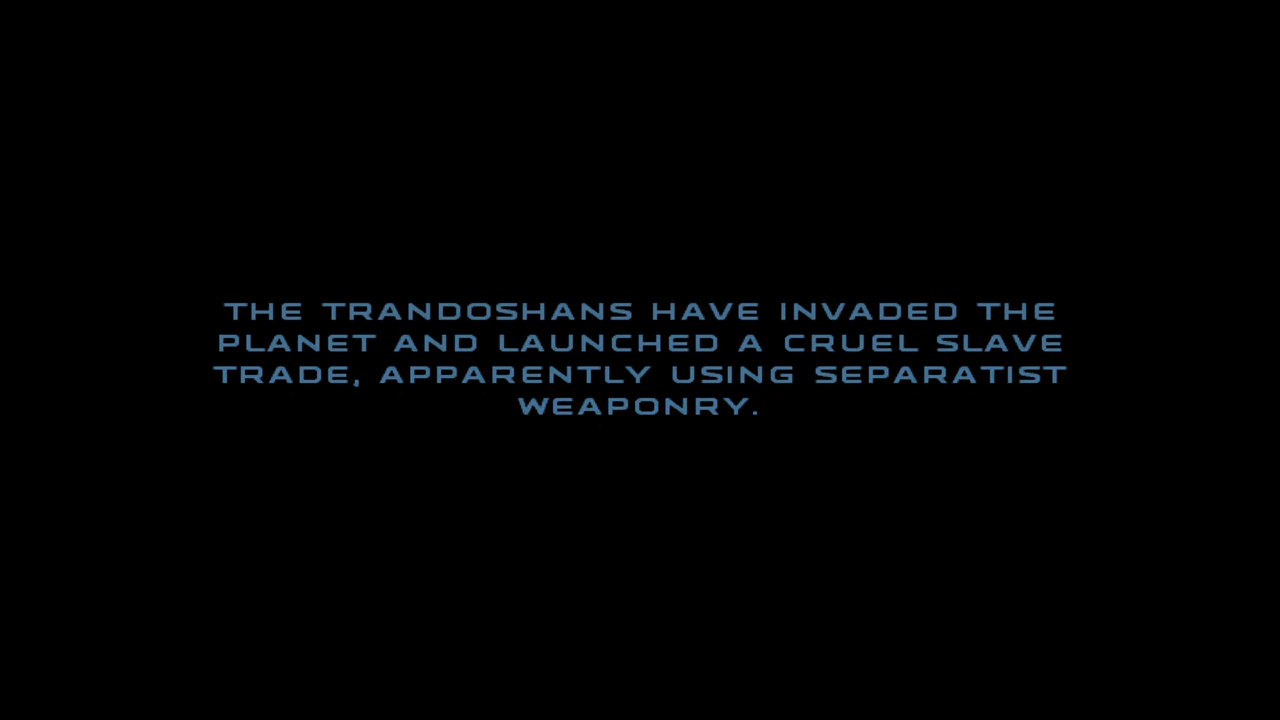 THE TRANDOSHANS HAVE INVADED THE
PLANET AND LAUNCHED A CRUEL SLAVE
TRADE, APPARENTLY USING SEPARATIST
WEAPONRY.